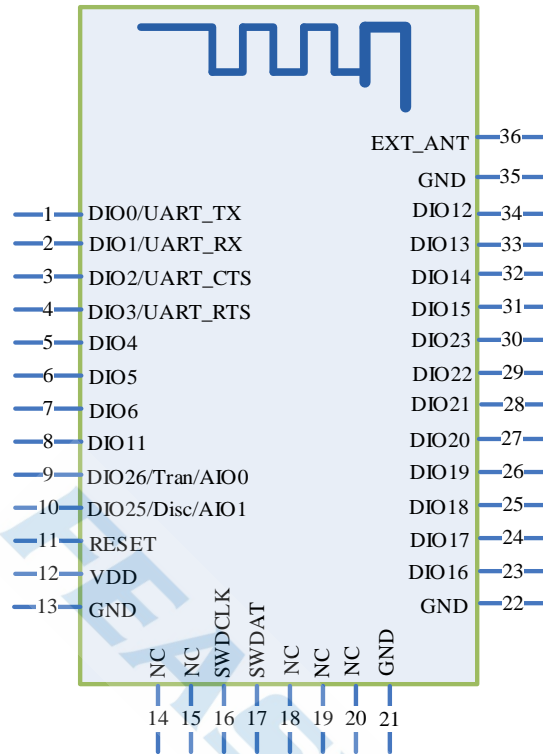 EXT_ANT 36
GND 35
1 DIO0/UART_TX DIO12 34
2 DIO1/UART_RX DIO13 33
3 DIO2/UART_CTS DIO14 32
4 DIO3/UART_RTS DIO15 31
5 DIO4 DIO23 30
6 DIO5 DIO22 29
7 DIO6 DIO21 28
8 DIO11 DIO20 27
9 DIO26/Tran/AIO0 DIO19 26
10 DIO25/Disc/AIO1 DIO18 25
11 RESET DIO17 24
12 VDD DIO16 23
13 GND GND 22
NC NC SWDCLK SWDAT NC NC NC GND
14 15 16 17 18 19 20 21
FEAS